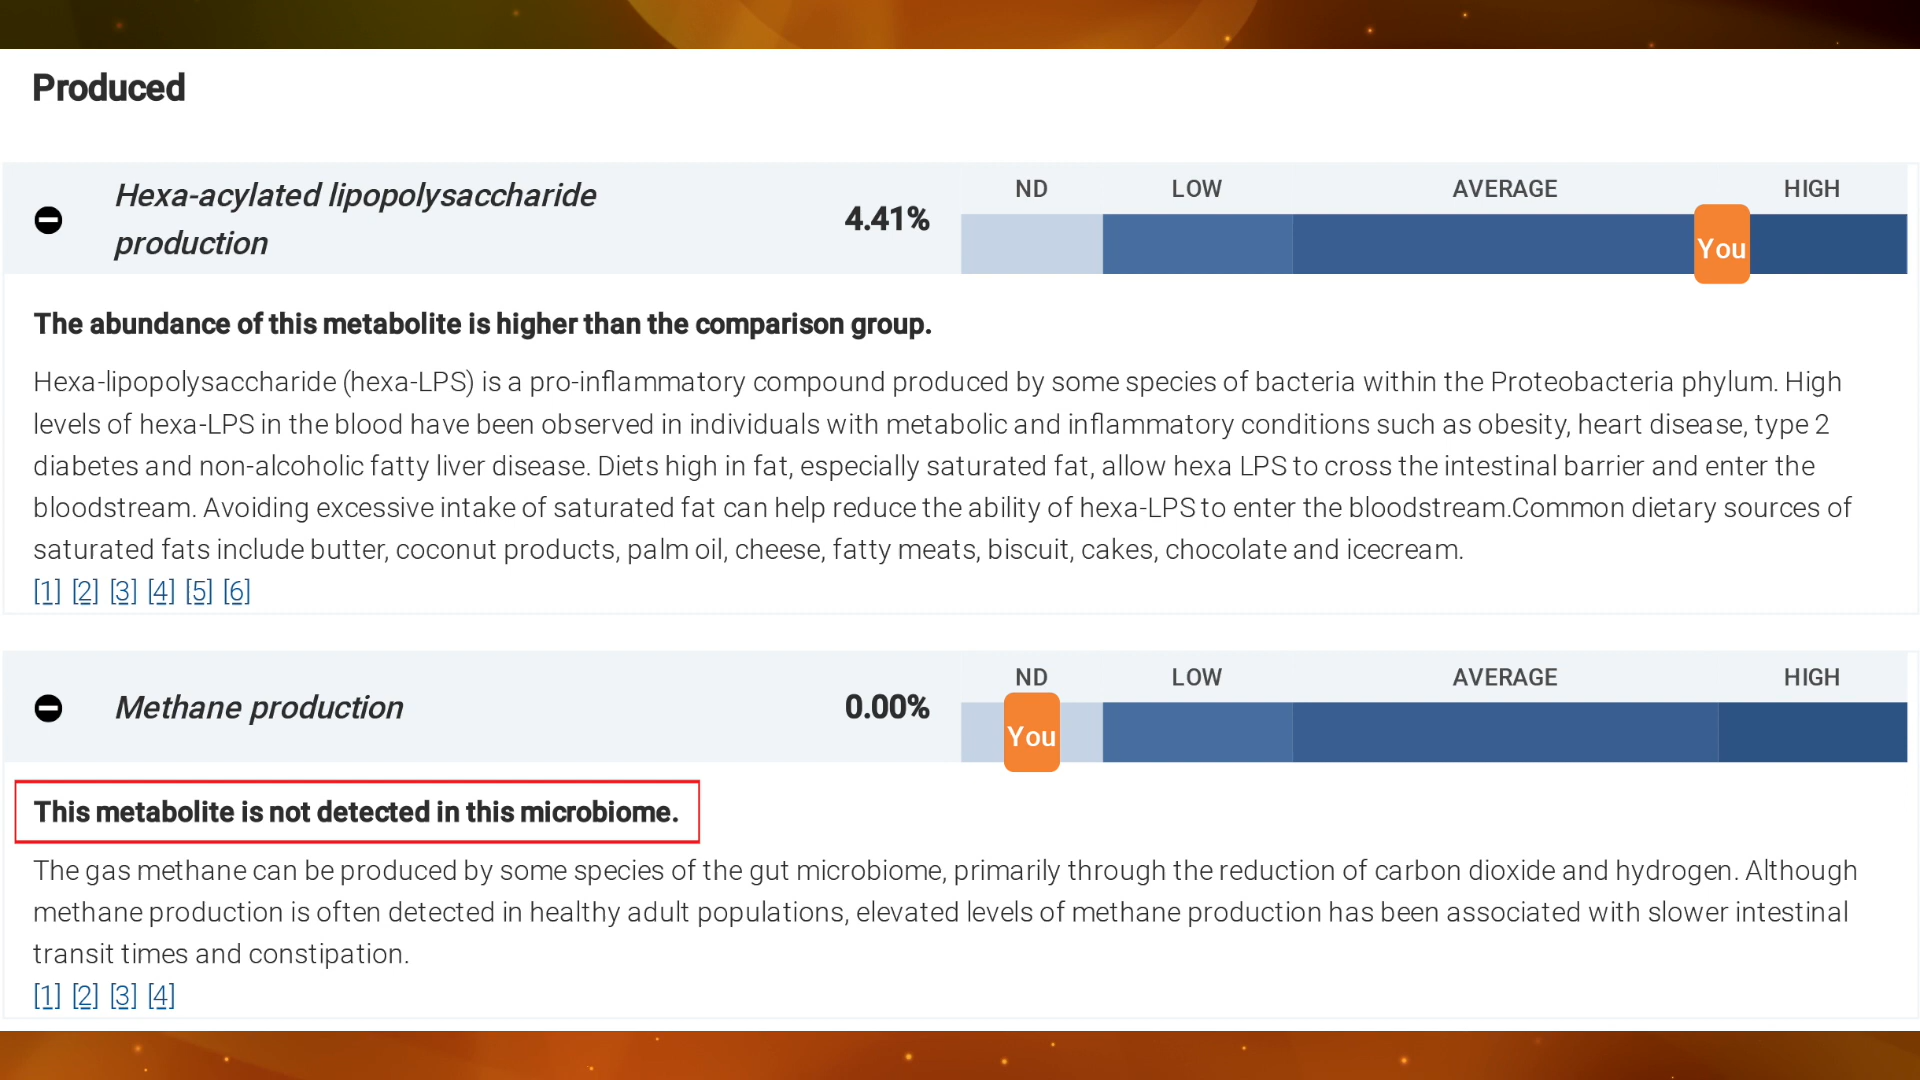 Produced
Hexa-acylated lipopolysaccharide
production
4.41%
ND LOW AVERAGE HIGH
You
The abundance of this metabolite is higher than the comparison group.
Hexa-lipopolysaccharide (hexa-LPS) is a pro-inflammatory compound produced by some species of bacteria within the Proteobacteria phylum. High
levels of hexa-LPS in the blood have been observed in individuals with metabolic and inflammatory conditions such as obesity, heart disease, type 2
diabetes and non-alcoholic fatty liver disease. Diets high in fat, especially saturated fat, allow hexa LPS to cross the intestinal barrier and enter the
bloodstream. Avoiding excessive intake of saturated fat can help reduce the ability of hexa-LPS to enter the bloodstream.Common dietary sources of
saturated fats include butter, coconut products, palm oil, cheese, fatty meats, biscuit, cakes, chocolate and icecream.
[1] [2] [3] [4] [5] [6]
Methane production
0.00%
ND LOW AVERAGE HIGH
You
This metabolite is not detected in this microbiome.
The gas methane can be produced by some species of the gut microbiome, primarily through the reduction of carbon dioxide and hydrogen. Although
methane production is often detected in healthy adult populations, elevated levels of methane production has been associated with slower intestinal
transit times and constipation.
[1] [2] [3] [4]